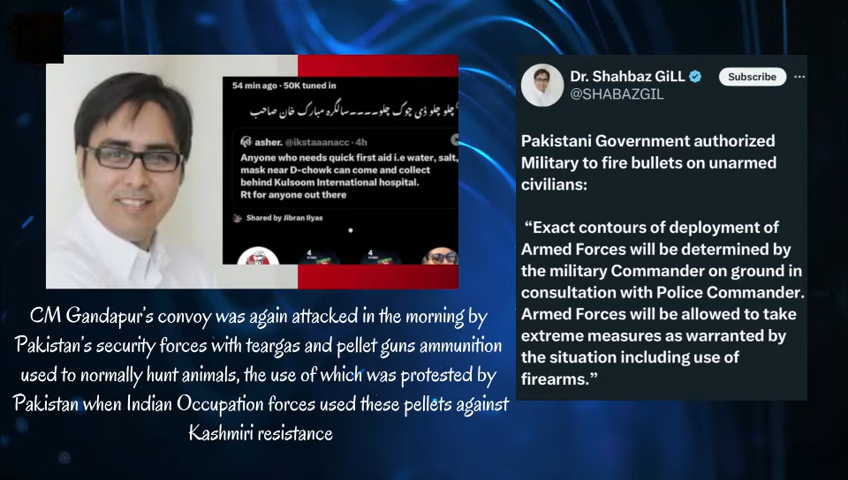 54 min ago · 50K tuned in
چلو چلو ڈی چوک چلو۔۔۔۔سالگرہ مبارک خان صاحب
asher. @ikstaaanacc · 4h
Anyone who needs quick first aid i.e water, salt,
mask near D-chowk can come and collect
behind Kulsoom International hospital.
Rt for anyone out there
Shared by Jibran Ilyas
CM Gandapur's convoy was again attacked in the morning by
Pakistan's security forces with teargas and pellet guns ammunition
used to normally hunt animals, the use of which was protested by
Pakistan when Indian Occupation forces used these pellets against
Kashmiri resistance
Dr. Shahbaz GiLL
Subscribe
@SHABAZGIL
Pakistani Government authorized
Military to fire bullets on unarmed
civilians:
“Exact contours of deployment of
Armed Forces will be determined by
the military Commander on ground in
consultation with Police Commander.
Armed Forces will be allowed to take
extreme measures as warranted by
the situation including use of
firearms.”